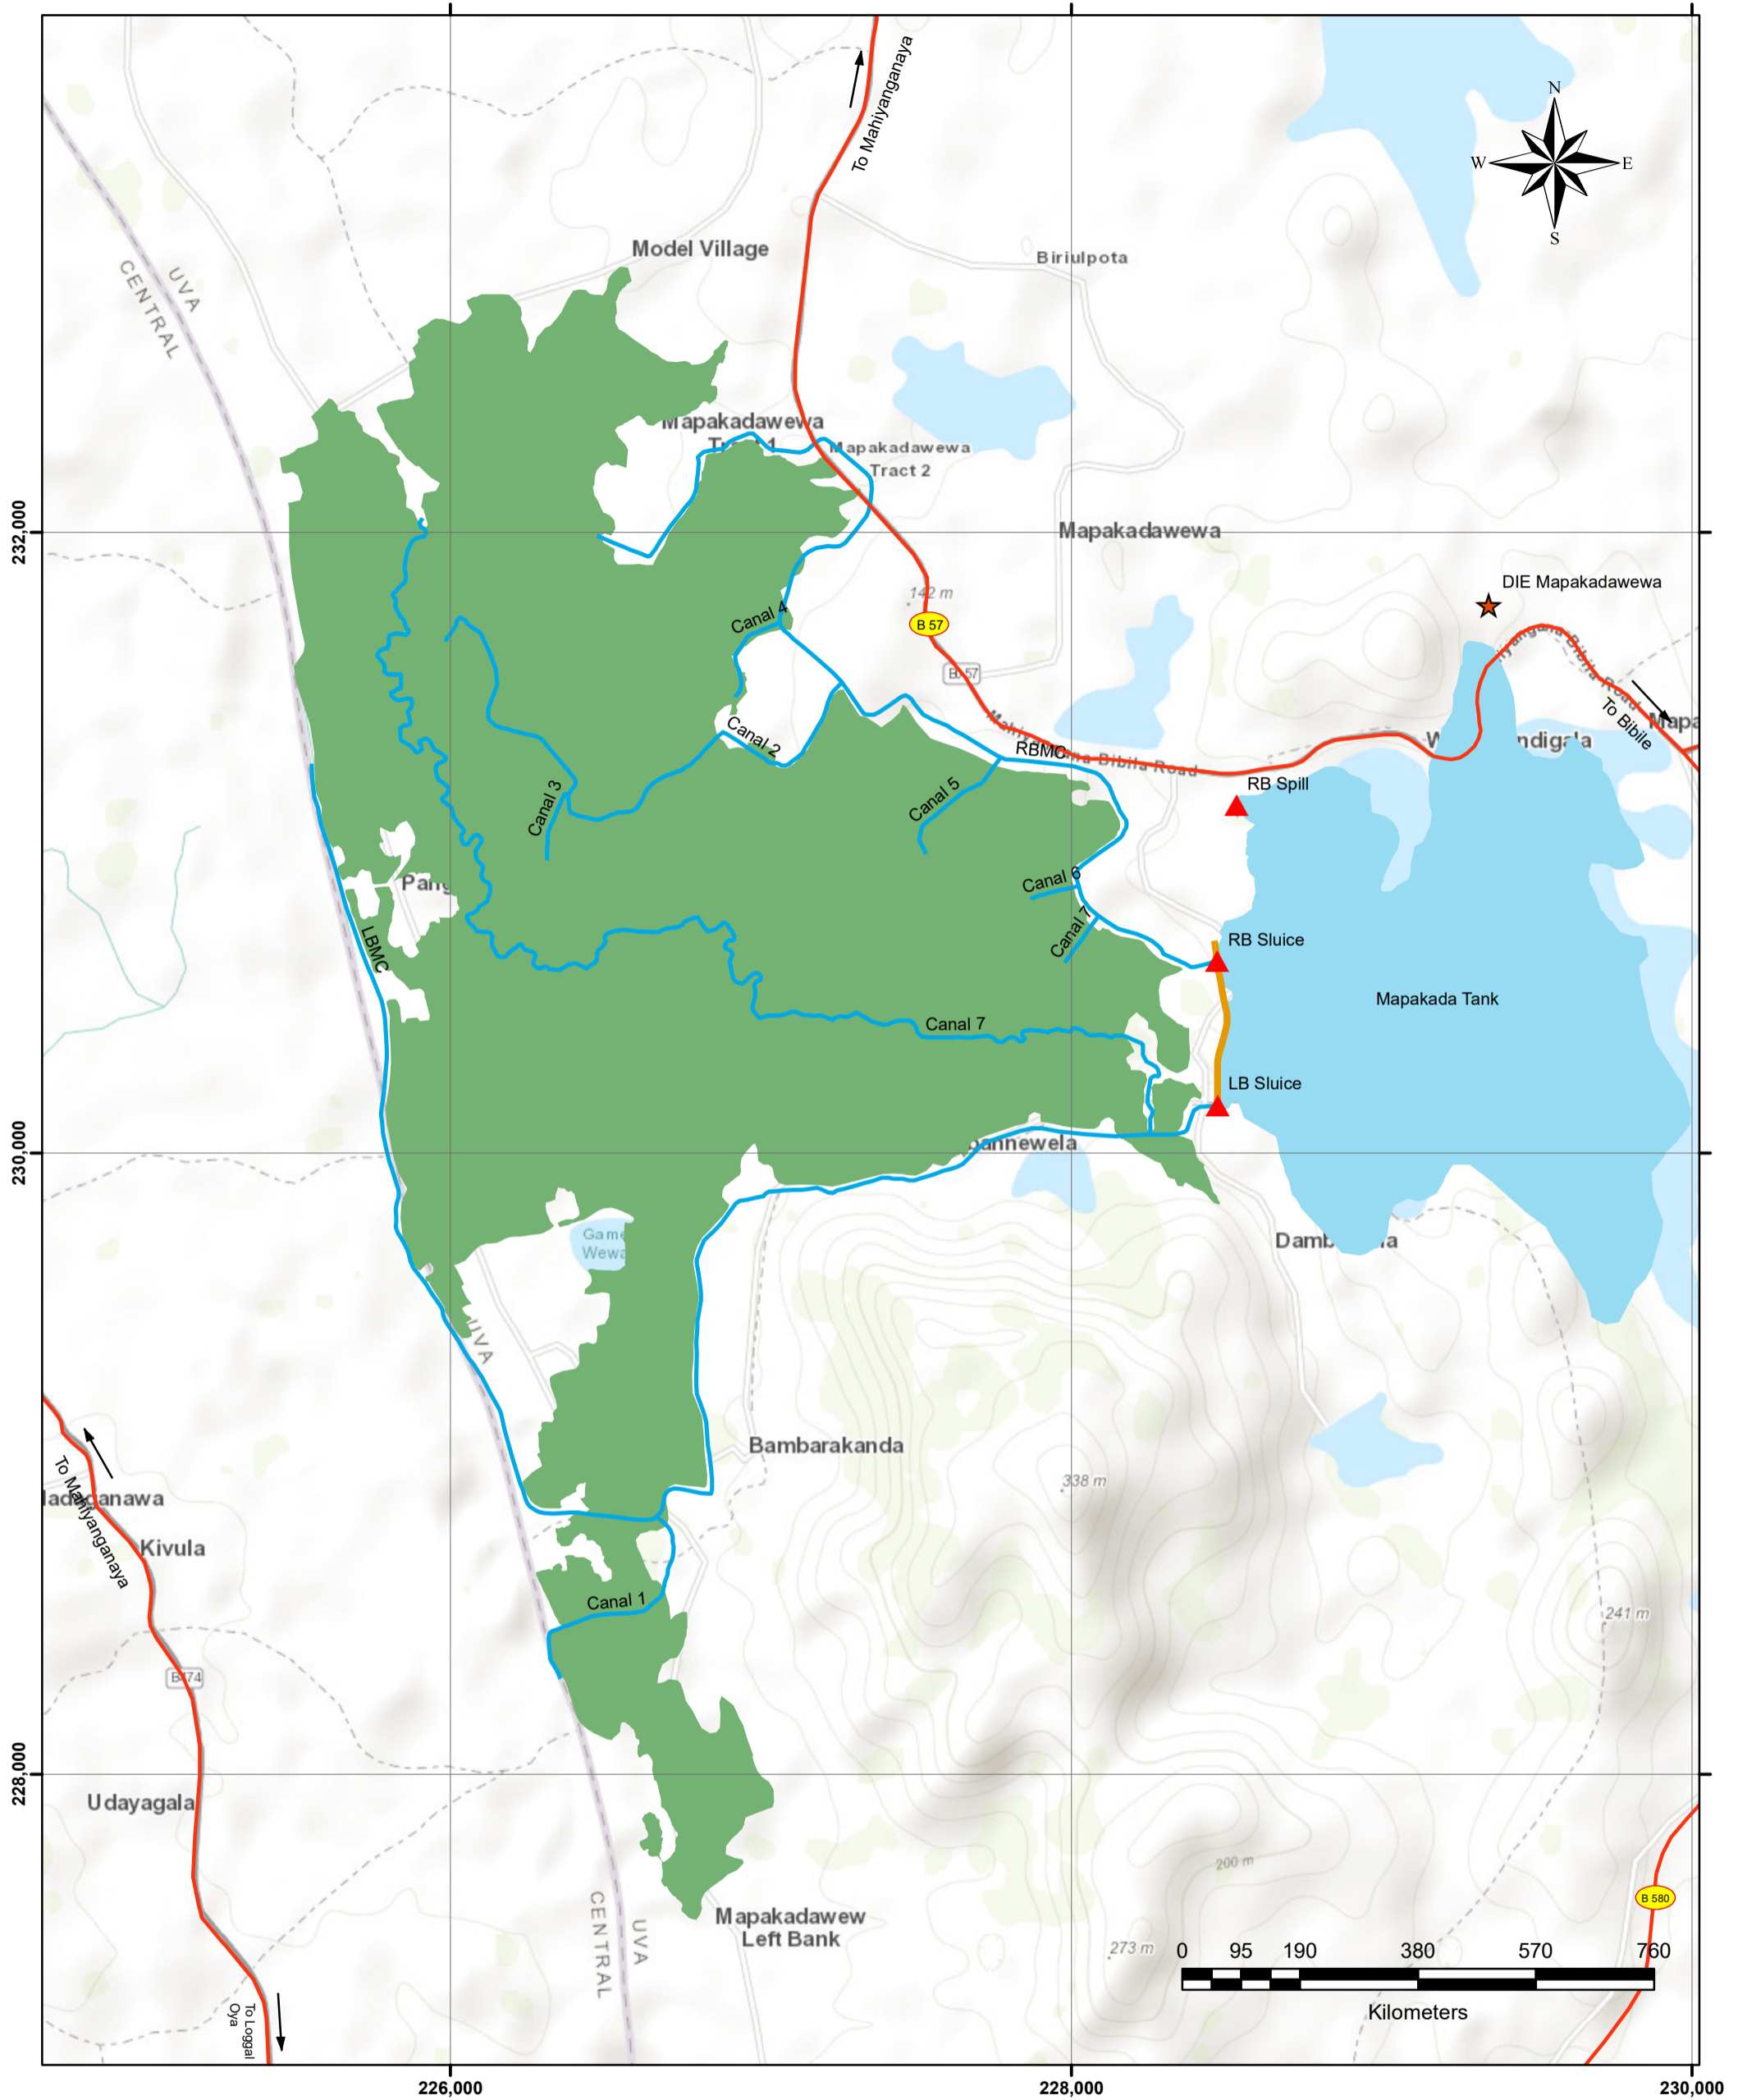 To Mahiyanganaya
N
W
E
S
UVA
CENTRAL
Model Village
Biriulpota
Mapakadawewa
Mapakadawewa
Tract 2
232,000
Mapakadawewa
DIE Mapakadawewa
142 m
B 57
Canal 4
To Bibile
Canal 2
RBMC
RB Spill
Canal 5
Canal 3
Canal 6
Canal 7
LBMC
RB Sluice
Mapakada Tank
Canal 7
LB Sluice
230,000
UVA
Bambarakanda
338 m
To Mahiyanganaya
Kivula
Canal 1
241 m
228,000
Udayagala
200 m
B 580
CENTRAL
UVA
Mapakadawew
Left Bank
273 m
0 95 190 380 570 760
Kilometers
To Loggal
Oya
226,000
228,000
230,000